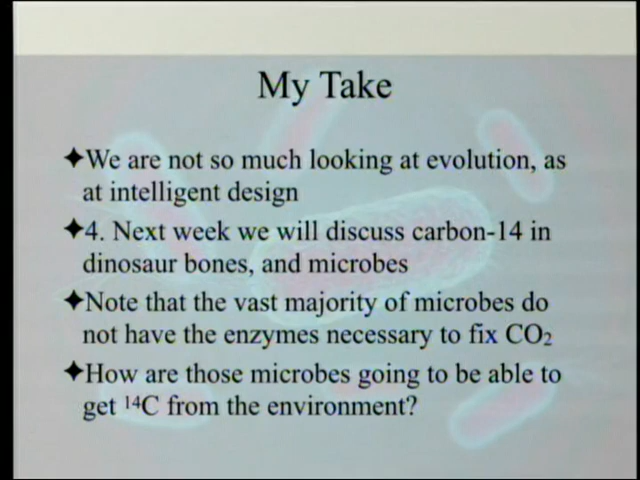 My Take
✦We are not so much looking at evolution, as
at intelligent design
✦4. Next week we will discuss carbon-14 in
dinosaur bones, and microbes
✦Note that the vast majority of microbes do
not have the enzymes necessary to fix CO₂
✦How are those microbes going to be able to
get ¹⁴C from the environment?